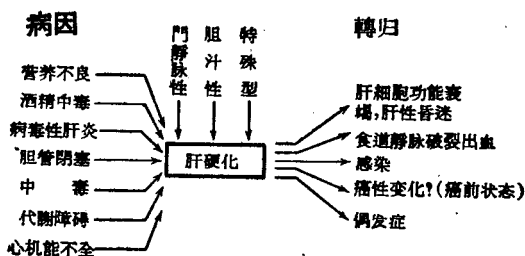 病因
門靜脉性
胆汁性
特殊型
轉归
营养不良
酒精中毒
病毒性肝炎
胆管閉塞
中毒
代謝障碍
心机能不全
肝硬化
肝細胞功能衰
竭,肝性昏迷
食道靜脉破裂出血
感染
癌性变化?(癌前状态)
偶发症